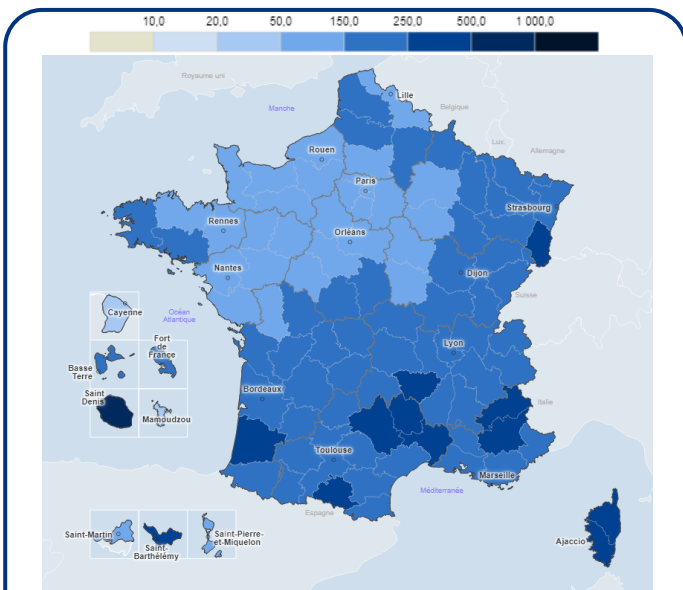 10,0 20,0 50,0 150,0 250,0 500,0 1 000,0
Royaume uni
Manche
Lille
Belgique
Lux.
Allemagne
Rouen
Paris
Strasbourg
Rennes
Orléans
Nantes
Dijon
Suisse
Cayenne
Océan
Atlantique
Fort
de
France
Basse
Terre
Lyon
Saint
Denis
Bordeaux
Italie
Mamoudzou
Toulouse
Marseille
Méditerranée
Espagne
Saint-Martin
Saint-
Barthélémy
Saint-Pierre-
et-Miquelon
Ajaccio